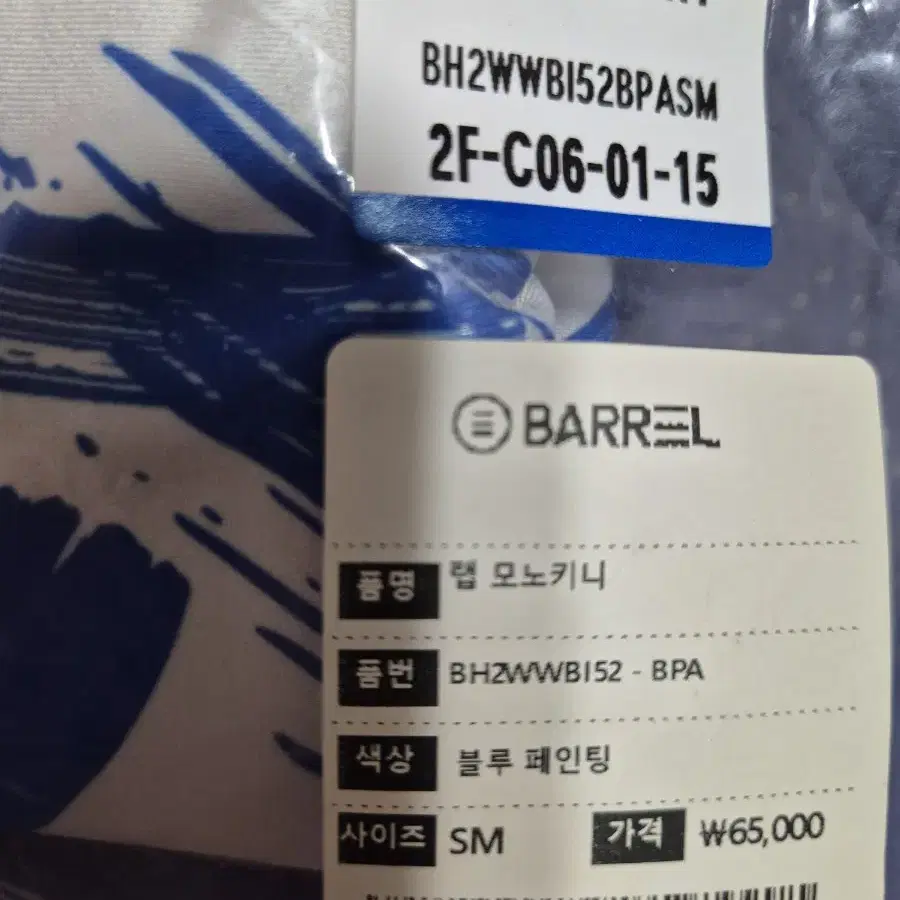 BH2WWBI52BPASM
2F-C06-01-15
BARREL
품명 랩 모노키니
품번 BH2WWBI52 - BPA
색상 블루 페인팅
사이즈 SM 가격 ₩65,000